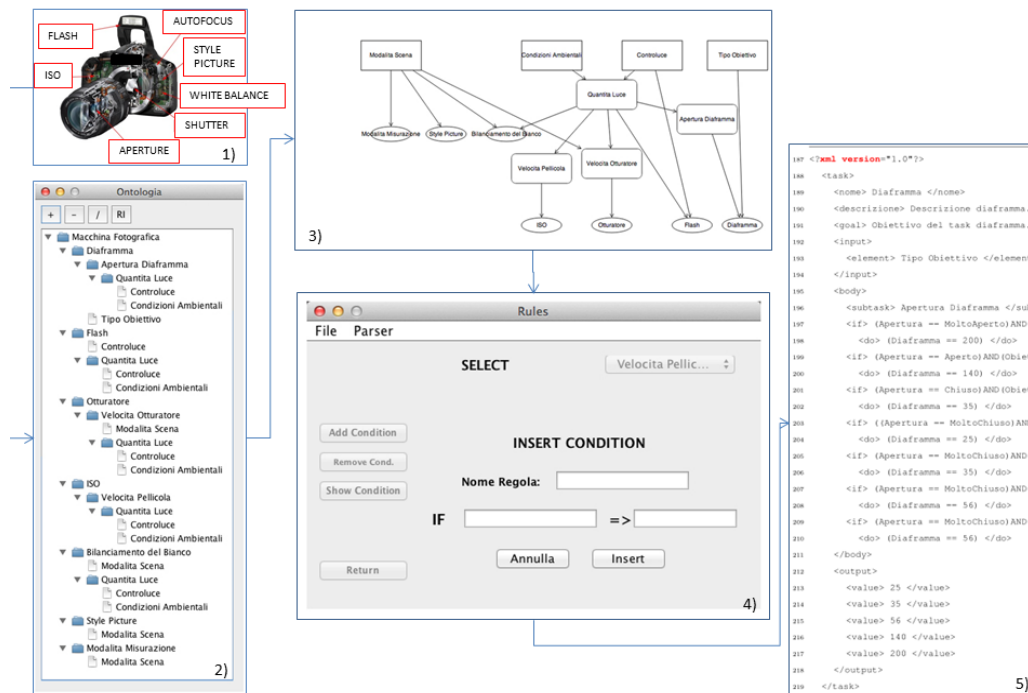 FLASH
AUTOFOCUS
STYLE
PICTURE
ISO
WHITE BALANCE
SHUTTER
APERTURE
1)
Ontologia
+
-
/
RI
Macchina Fotografica
Diaframma
Apertura Diaframma
Quantita Luce
Controluce
Condizioni Ambientali
Tipo Obiettivo
Flash
Controluce
Quantita Luce
Controluce
Condizioni Ambientali
Otturatore
Velocita Otturatore
Modalita Scena
Quantita Luce
Controluce
Condizioni Ambientali
ISO
Velocita Pellicola
Quantita Luce
Controluce
Condizioni Ambientali
Bilanciamento del Bianco
Modalita Scena
Quantita Luce
Controluce
Condizioni Ambientali
Style Picture
Modalita Scena
Modalita Misurazione
Modalita Scena
2)
Modalita Scena
Condizioni Ambientali
Controluce
Tipo Obiettivo
Quantita Luce
Apertura Diaframma
Modalita Misurazione
Style Picture
Bilanciamento del Bianco
Velocita Pellicola
Velocita Otturatore
ISO
Otturatore
Flash
Diaframma
3)
Rules
File Parser
SELECT
Velocita Pellic...
Add Condition
Remove Cond.
Show Condition
INSERT CONDITION
Nome Regola:
IF
=>
Annulla
Insert
Return
4)
187 <?xml version="1.0"?>
188 <task>
189 <nome> Diaframma </nome>
190 <descrizione> Descrizione diaframma.
191 <goal> Obiettivo del task diaframma.
192 <input>
193 <element> Tipo Obiettivo </element
194 </input>
195 <body>
196 <subtask> Apertura Diaframma </su
197 <if> (Apertura == MoltoAperto)AND
198 <do> (Diaframma == 200) </do>
199 <if> (Apertura == Aperto)AND(Obie
200 <do> (Diaframma == 140) </do>
201 <if> (Apertura == Chiuso)AND(Obie
202 <do> (Diaframma == 35) </do>
203 <if> ((Apertura == MoltoChiuso)AND
204 <do> (Diaframma == 25) </do>
205 <if> (Apertura == MoltoChiuso)AND
206 <do> (Diaframma == 35) </do>
207 <if> (Apertura == MoltoChiuso)AND
208 <do> (Diaframma == 56) </do>
209 <if> (Apertura == MoltoChiuso)AND
210 <do> (Diaframma == 56) </do>
211 </body>
212 <output>
213 <value> 25 </value>
214 <value> 35 </value>
215 <value> 56 </value>
216 <value> 140 </value>
217 <value> 200 </value>
218 </output>
219 </task>
5)